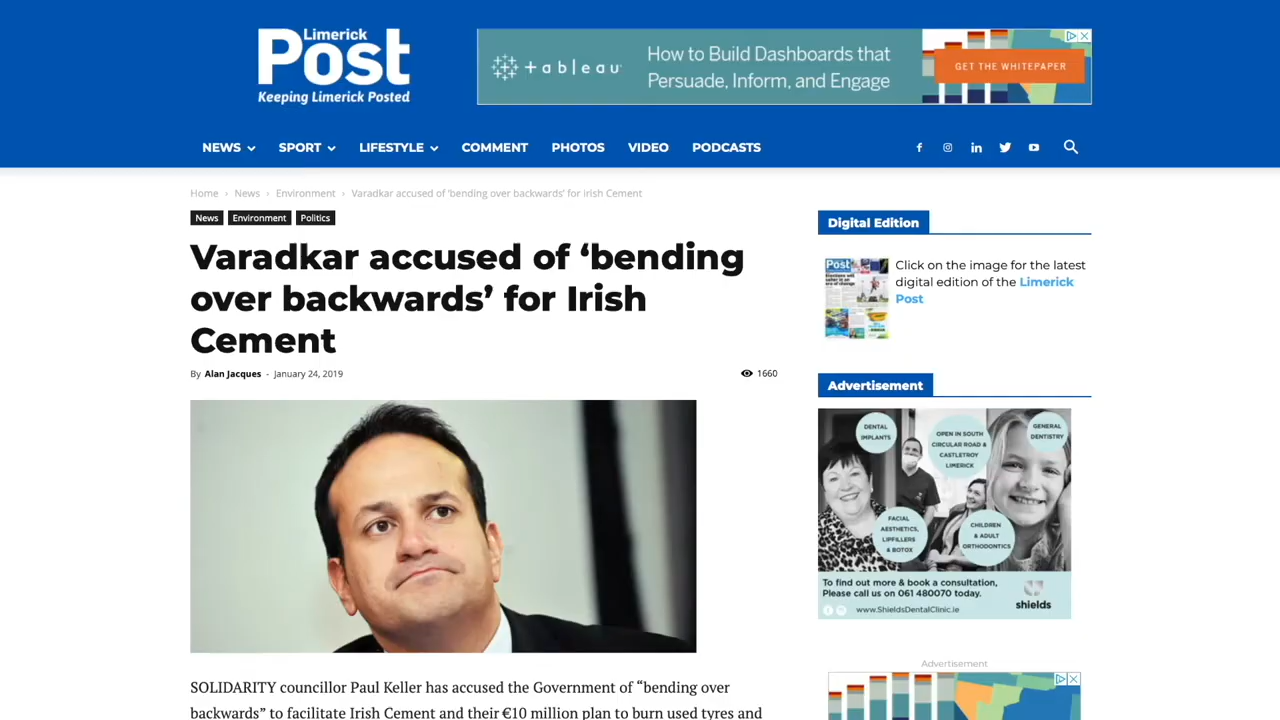 Limerick
Post
Keeping Limerick Posted
+ a b l e a u
How to Build Dashboards that
Persuade, Inform, and Engage
GET THE WHITEPAPER
NEWS SPORT LIFESTYLE COMMENT PHOTOS VIDEO PODCASTS
Home › News › Environment › Varadkar accused of 'bending over backwards' for irish Cement
News Environment Politics
Varadkar accused of ‘bending
over backwards’ for Irish
Cement
By Alan Jacques - January 24, 2019
1660
SOLIDARITY councillor Paul Keller has accused the Government of “bending over
backwards” to facilitate Irish Cement and their €10 million plan to burn used tyres and
Digital Edition
Post
Click on the image for the latest
digital edition of the Limerick
Post
Advertisement
DENTAL
IMPLANTS
OPEN IN SOUTH
CIRCULAR ROAD &
CASTLETROY
LIMERICK
GENERAL
DENTISTRY
FACIAL
AESTHETICS,
LIPFILLERS
& BOTOX
CHILDREN
& ADULT
ORTHODONTICS
To find out more & book a consultation,
Please call us on 061 480070 today.
www.ShieldsDentalClinic.ie
shields
Advertisement